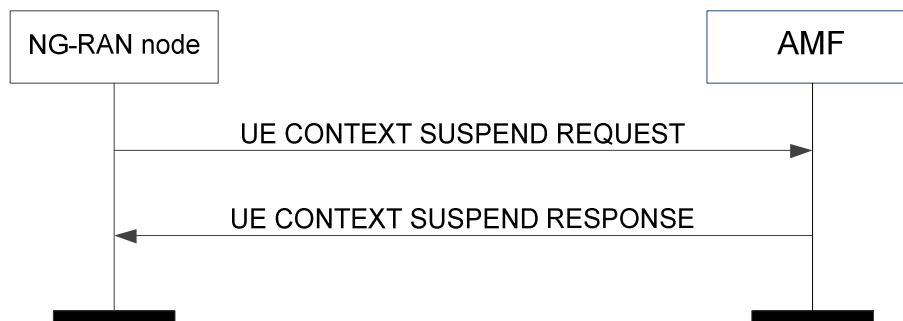 NG-RAN node
AMF
UE CONTEXT SUSPEND REQUEST
UE CONTEXT SUSPEND RESPONSE